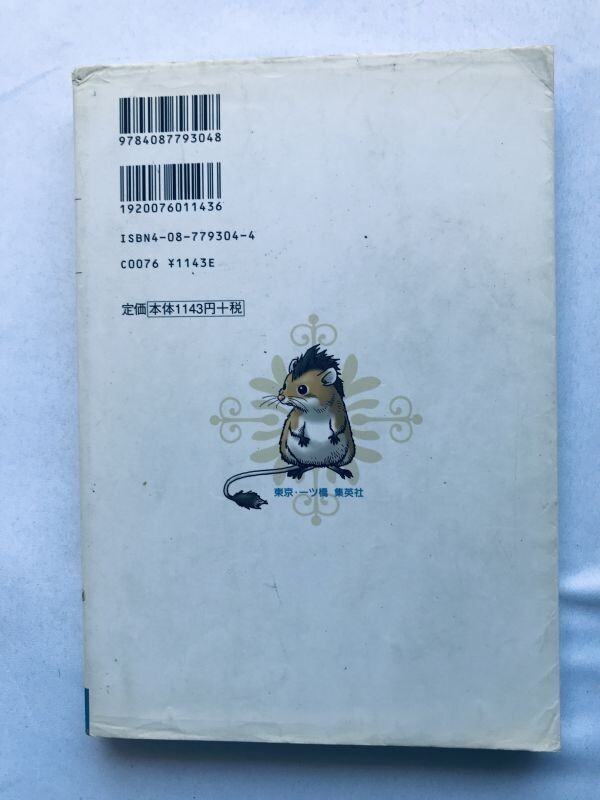 9784087793048
1920076011436
ISBN4-08-779304-4
C0076 ¥1143E
定価 本体1143円+税
東京・一ツ橋 集英社